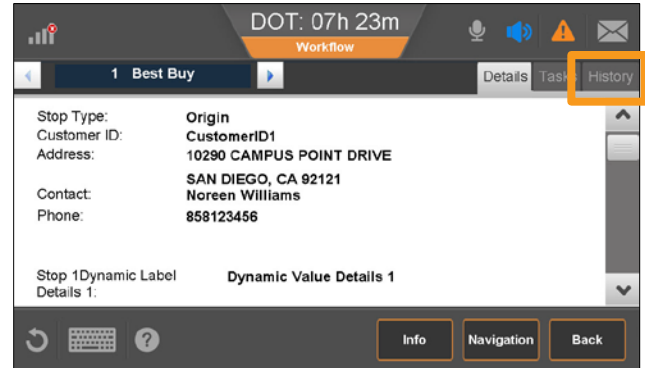 DOT: 07h 23m
Workflow
1 Best Buy
Details Tasks History
Stop Type: Origin
Customer ID: CustomerID1
Address: 10290 CAMPUS POINT DRIVE
SAN DIEGO, CA 92121
Contact: Noreen Williams
Phone: 858123456
Stop 1Dynamic Label Dynamic Value Details 1
Details 1:
Info Navigation Back